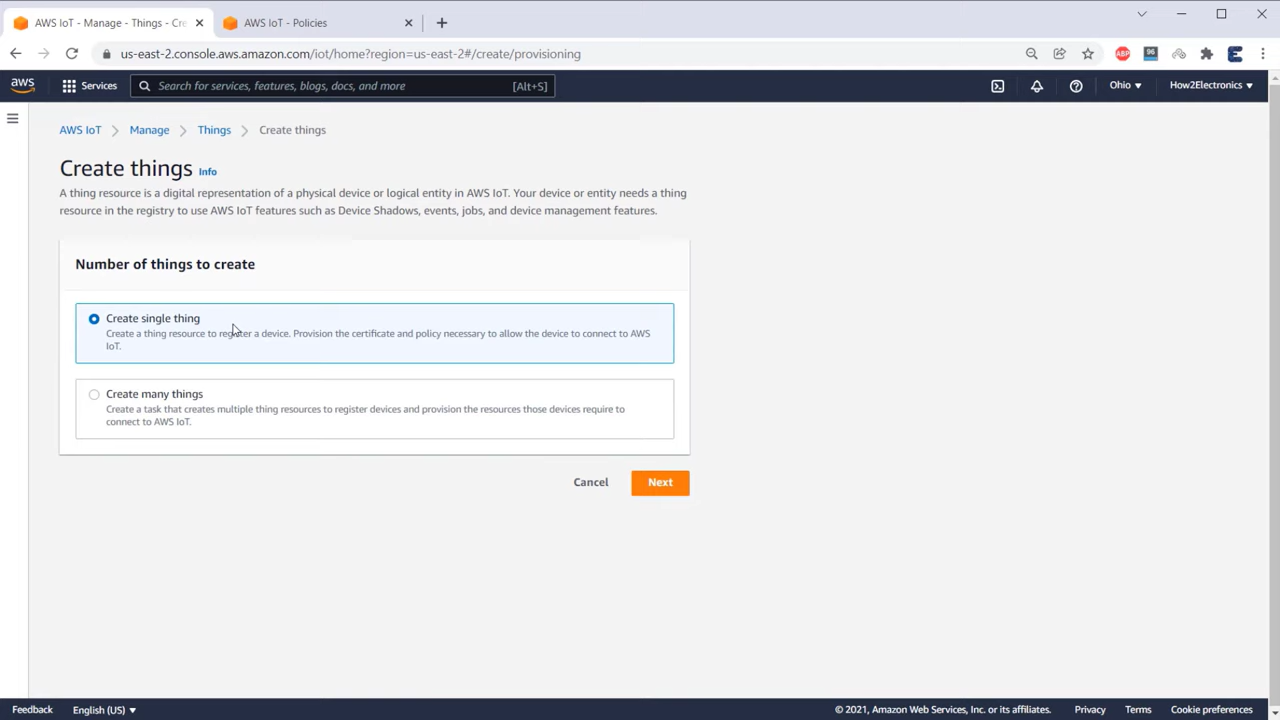 AWS IoT - Manage - Things - Cre
AWS IoT - Policies
us-east-2.console.aws.amazon.com/iot/home?region=us-east-2#/create/provisioning
ABP
96
aws
Services
Search for services, features, blogs, docs, and more
[Alt+S]
Ohio
How2Electronics
AWS IoT > Manage > Things > Create things
Create things
Info
A thing resource is a digital representation of a physical device or logical entity in AWS IoT. Your device or entity needs a thing
resource in the registry to use AWS IoT features such as Device Shadows, events, jobs, and device management features.
Number of things to create
Create single thing
Create a thing resource to register a device. Provision the certificate and policy necessary to allow the device to connect to AWS
IoT.
Create many things
Create a task that creates multiple thing resources to register devices and provision the resources those devices require to
connect to AWS IoT.
Cancel
Next
Feedback
English (US)
© 2021, Amazon Web Services, Inc. or its affiliates.
Privacy
Terms
Cookie preferences